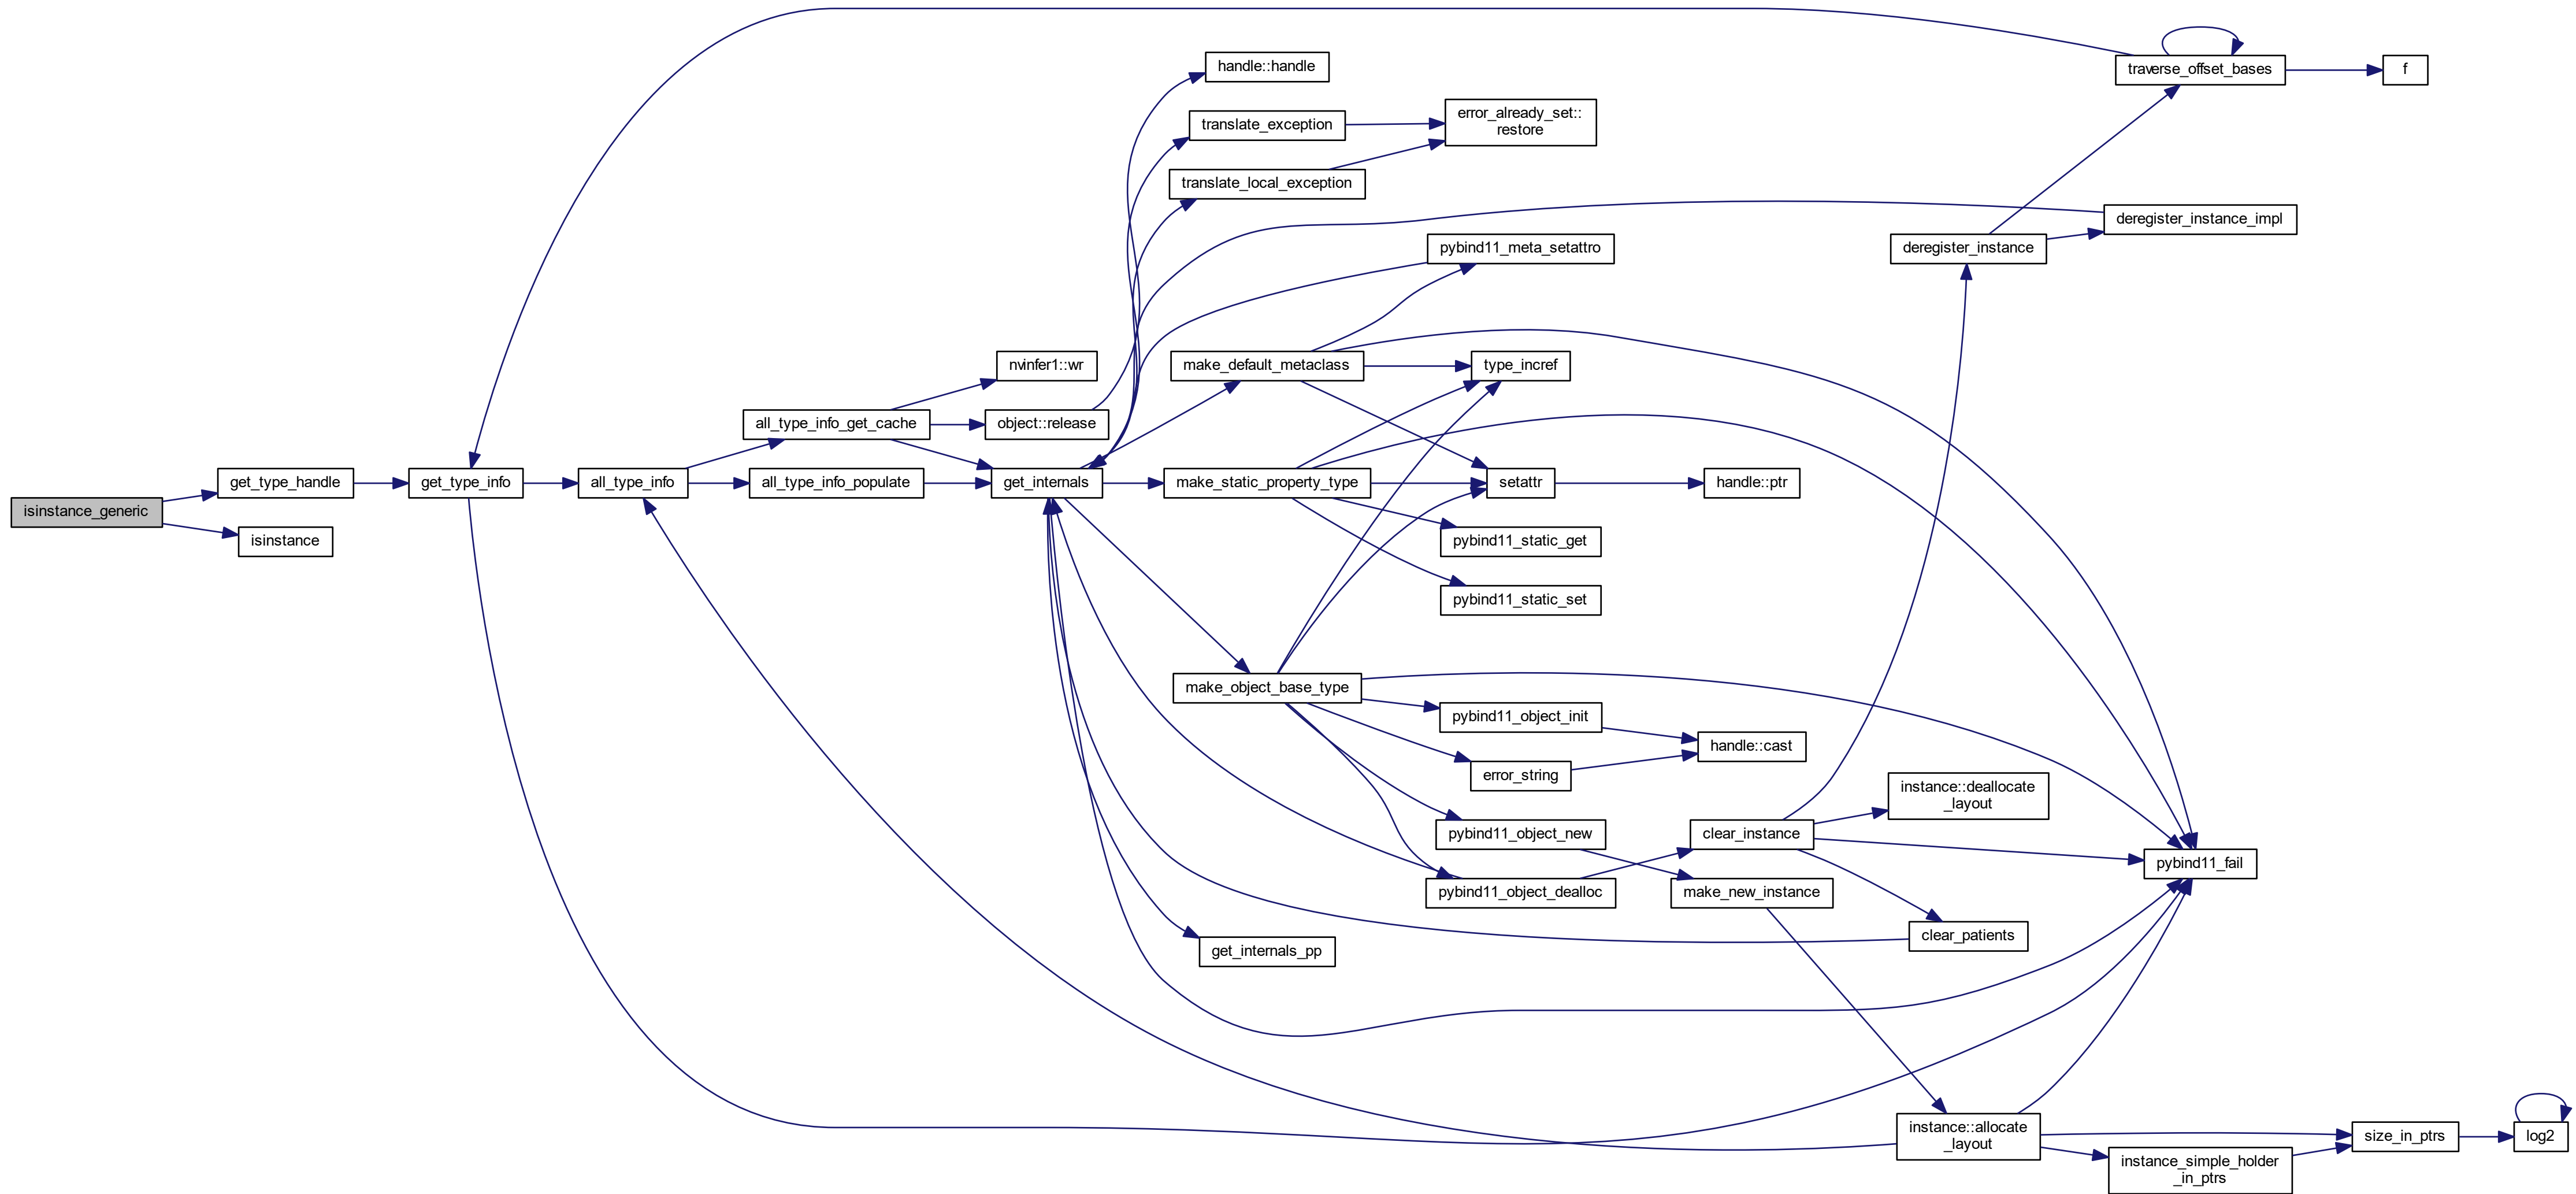 isinstance_generic
get_type_handle
isinstance
get_type_info
all_type_info
all_type_info_get_cache
all_type_info_populate
nvinfer1::wr
object::release
get_internals
handle::handle
translate_exception
translate_local_exception
error_already_set::
restore
pybind11_meta_setattro
make_default_metaclass
type_incref
make_static_property_type
setattr
handle::ptr
pybind11_static_get
pybind11_static_set
make_object_base_type
pybind11_object_init
error_string
handle::cast
pybind11_object_new
pybind11_object_dealloc
get_internals_pp
clear_instance
make_new_instance
instance::deallocate
_layout
clear_patients
deregister_instance
deregister_instance_impl
traverse_offset_bases
f
pybind11_fail
instance::allocate
_layout
instance_simple_holder
_in_ptrs
size_in_ptrs
log2